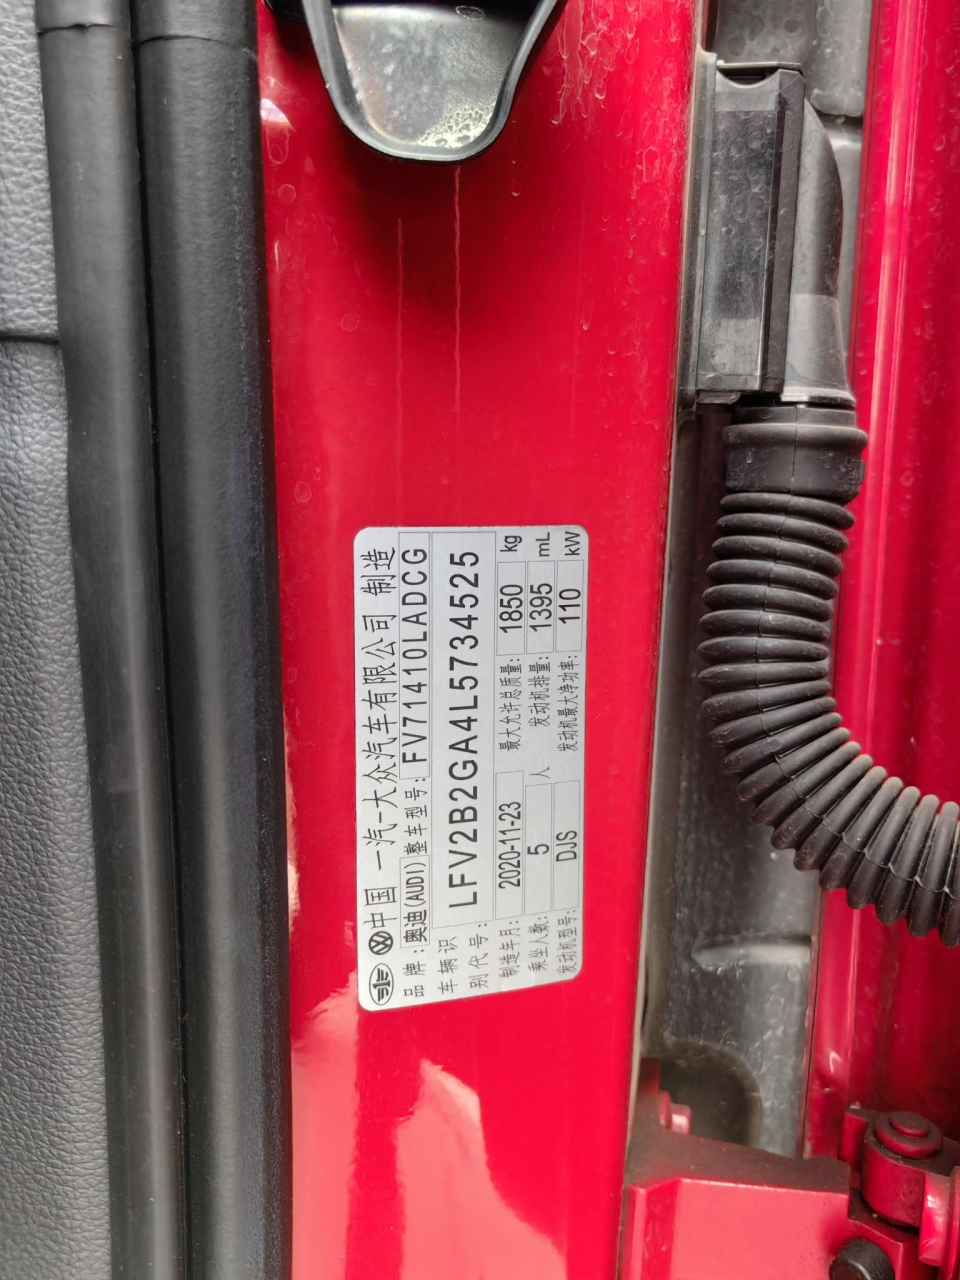 中国 一汽-大众汽车有限公司 制造
品牌: 奥迪(AUDI) 整车型号: FV71410LADCG
车辆识别代号: LFV2B2GA4L5734525
制造年月: 2020-11-23 最大允许总质量: 1850 kg
乘坐人数: 5 人 发动机排量: 1395 mL
发动机型号: DJS 发动机最大净功率: 110 kW